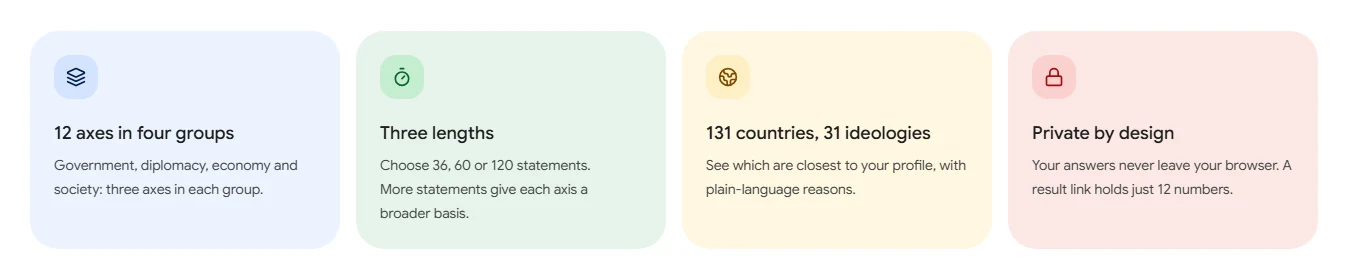 12 axes in four groups
Government, diplomacy, economy and
society: three axes in each group.
Three lengths
Choose 36, 60 or 120 statements.
More statements give each axis a
broader basis.
131 countries, 31 ideologies
See which are closest to your profile, with
plain-language reasons.
Private by design
Your answers never leave your browser. A
result link holds just 12 numbers.